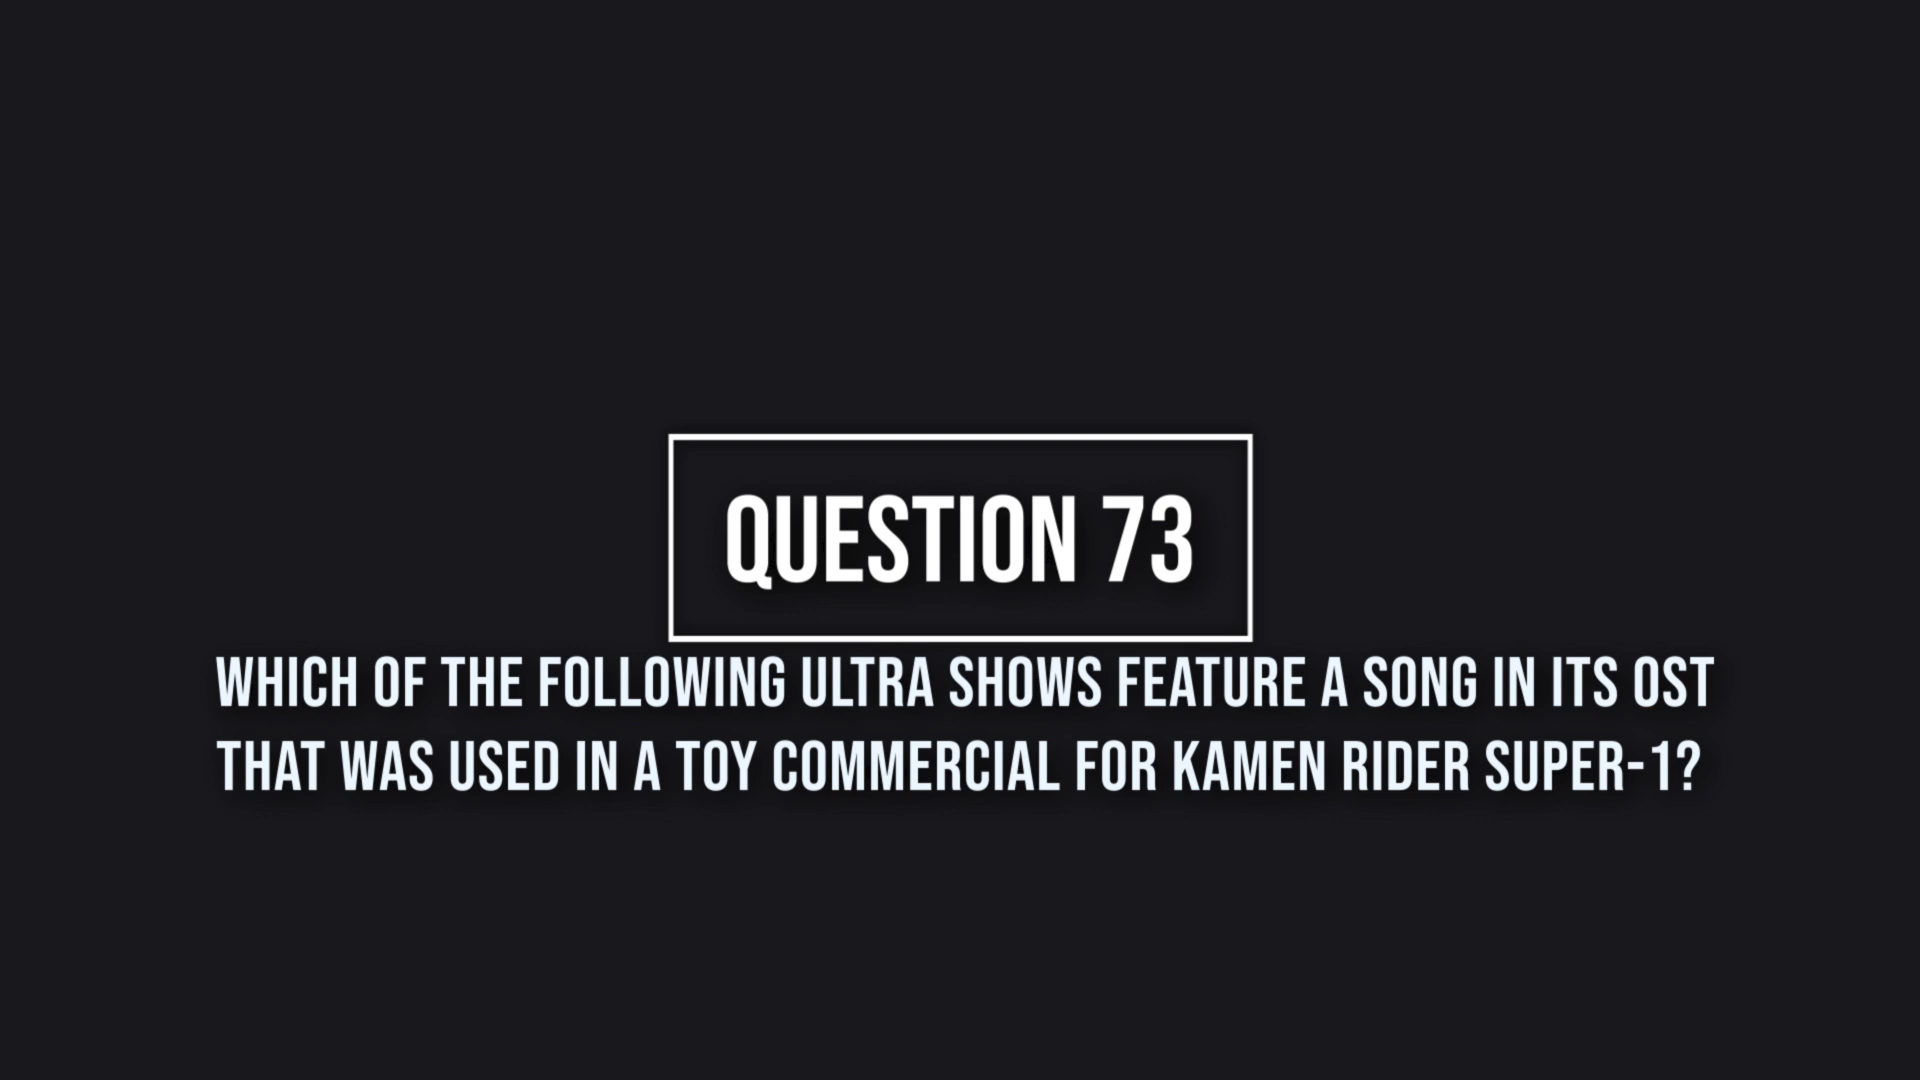 QUESTION 73
WHICH OF THE FOLLOWING ULTRA SHOWS FEATURE A SONG IN ITS OST
THAT WAS USED IN A TOY COMMERCIAL FOR KAMEN RIDER SUPER-1?